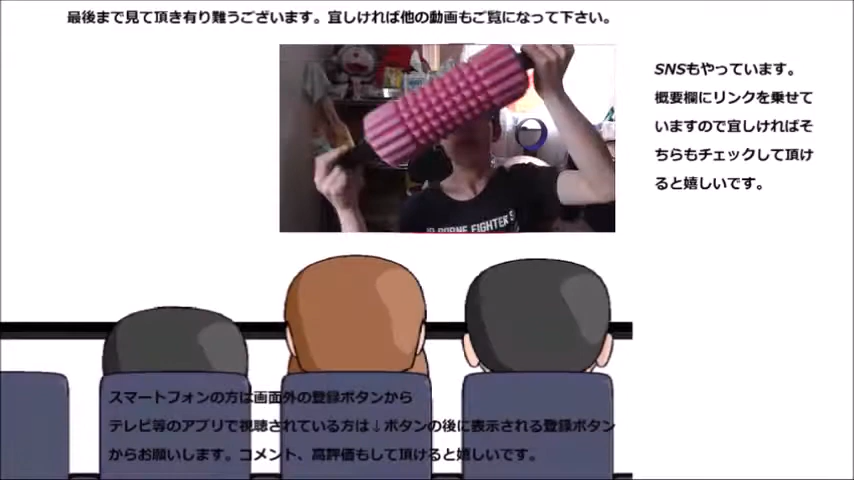 最後まで見て頂き有り難うございます。宜しければ他の動画もご覧になって下さい。
SNSもやっています。
概要欄にリンクを乗せて
いますので宜しければそ
ちらもチェックして頂け
ると嬉しいです。
BORNE FIGHTERS
スマートフォンの方は画面外の登録ボタンから
テレビ等のアプリで視聴されている方は↓ボタンの後に表示される登録ボタン
からお願いします。コメント、高評価もして頂けると嬉しいです。